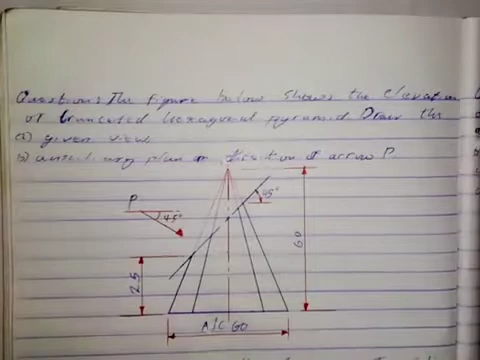 Question: The figure below shows the elevation
of truncated hexagonal pyramid Draw the
(a) given view
(b) auxiliary plan in direction of arrow P.
P
45°
45°
60
25
A/C 60